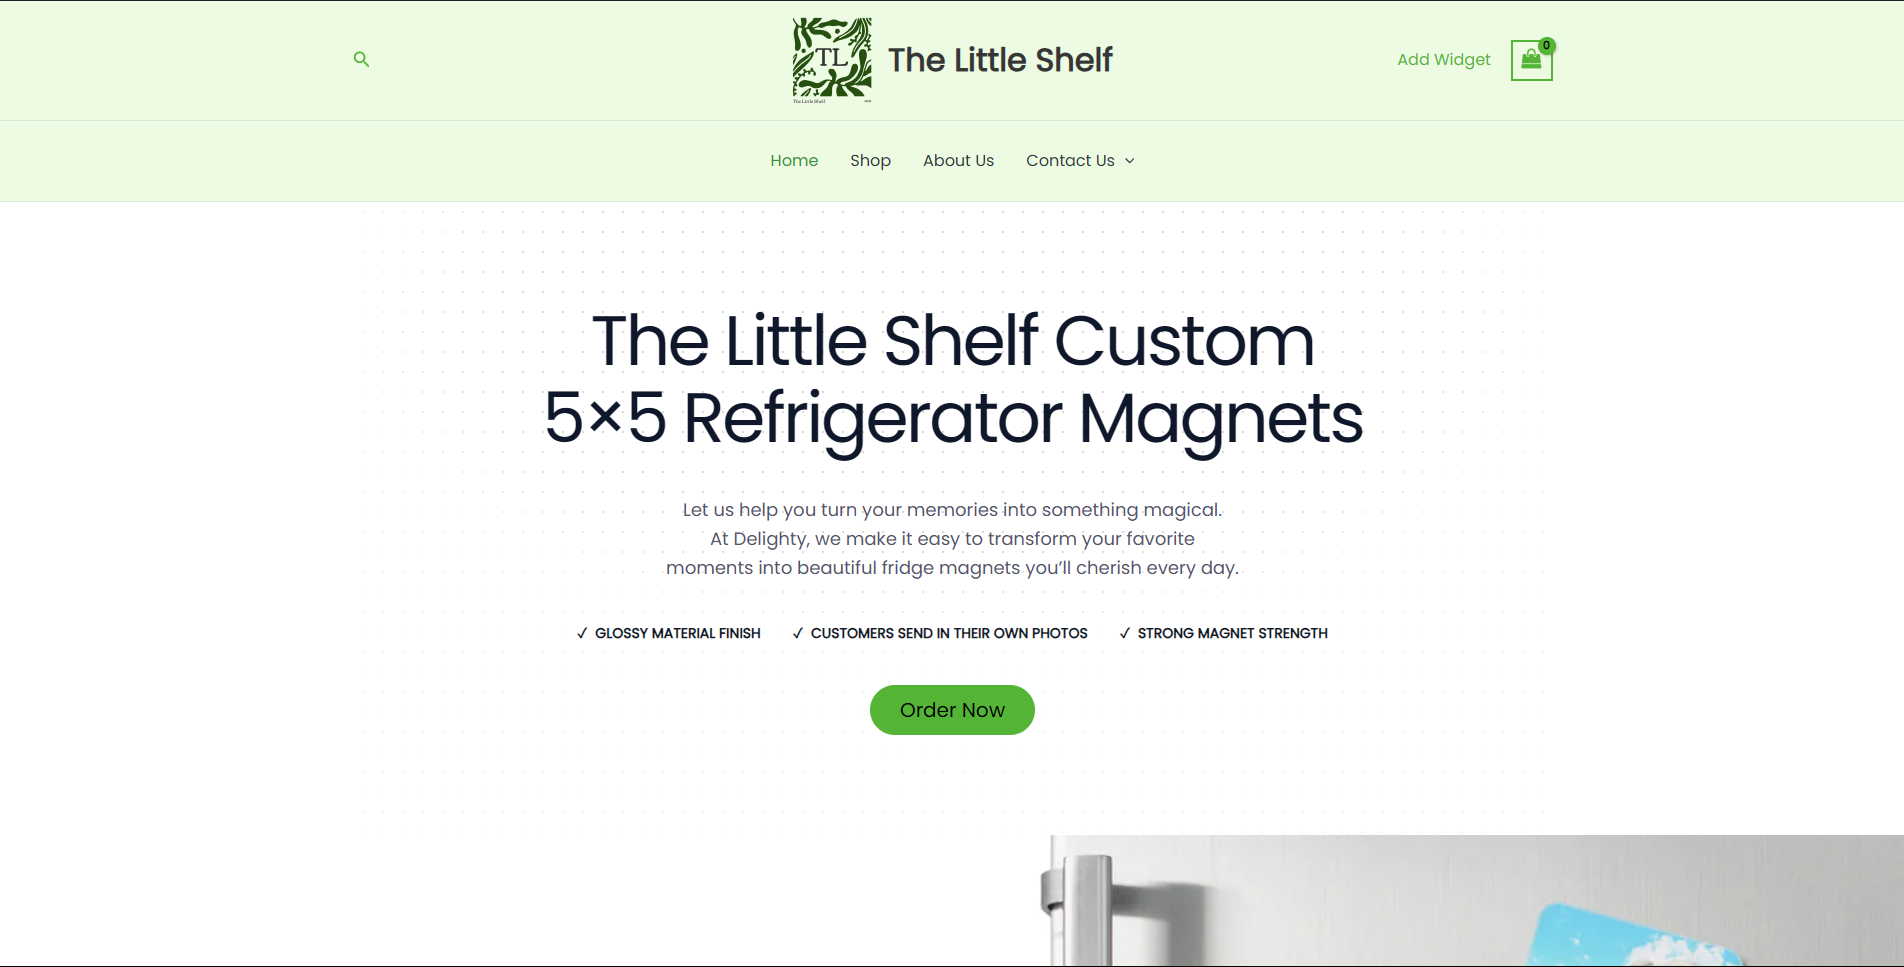 TL
The Little Shelf
The Little Shelf
Add Widget
0
Home
Shop
About Us
Contact Us
The Little Shelf Custom
5×5 Refrigerator Magnets
Let us help you turn your memories into something magical.
At Delighty, we make it easy to transform your favorite
moments into beautiful fridge magnets you’ll cherish every day.
✓ GLOSSY MATERIAL FINISH
✓ CUSTOMERS SEND IN THEIR OWN PHOTOS
✓ STRONG MAGNET STRENGTH
Order Now